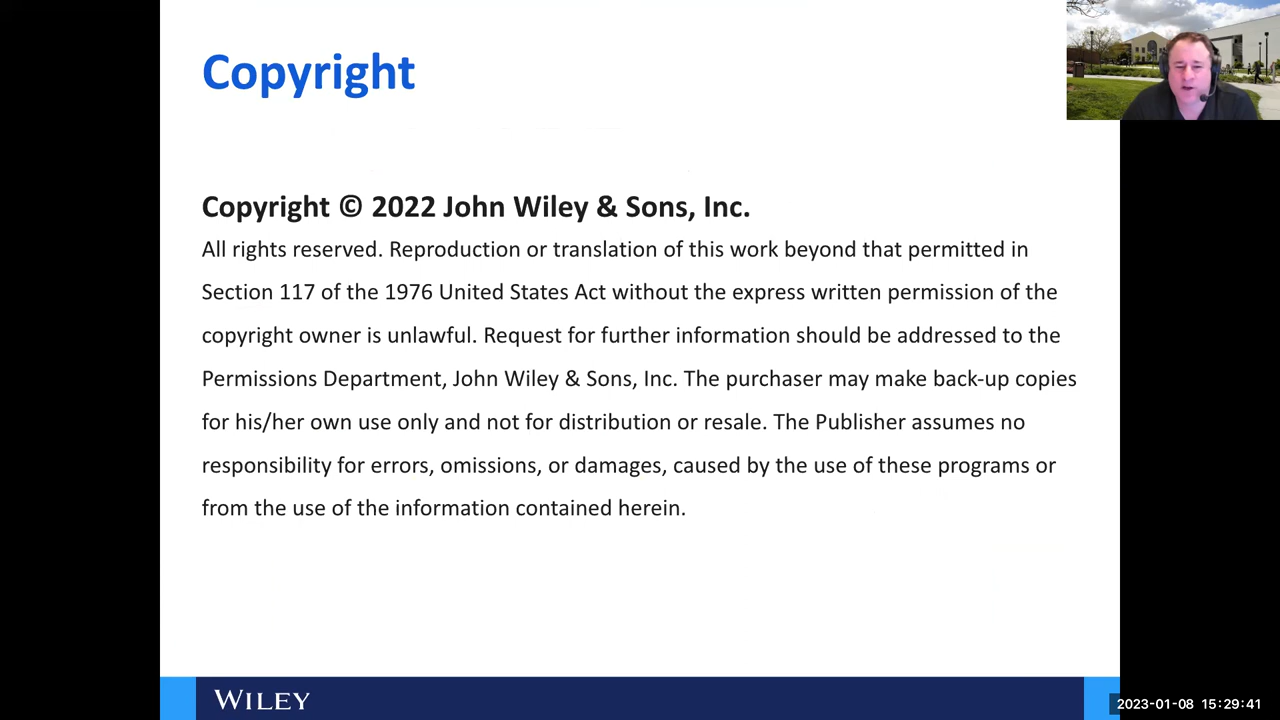 Copyright
Copyright © 2022 John Wiley & Sons, Inc.
All rights reserved. Reproduction or translation of this work beyond that permitted in
Section 117 of the 1976 United States Act without the express written permission of the
copyright owner is unlawful. Request for further information should be addressed to the
Permissions Department, John Wiley & Sons, Inc. The purchaser may make back-up copies
for his/her own use only and not for distribution or resale. The Publisher assumes no
responsibility for errors, omissions, or damages, caused by the use of these programs or
from the use of the information contained herein.
WILEY
2023-01-08 15:29:41